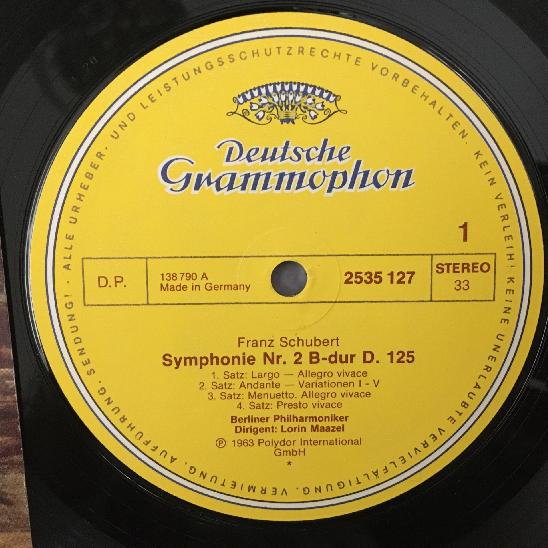 ALLE URHEBER- UND LEISTUNGSSCHUTZRECHTE VORBEHALTEN. KEIN VERLEIH! KEINE UNERLAUBTE VERVIELFÄLTIGUNG, VERMIETUNG, AUFFÜHRUNG, SENDUNG!
Deutsche
Grammophon
1
D.P.
138 790 A
Made in Germany
2535 127
STEREO
33
Franz Schubert
Symphonie Nr. 2 B-dur D. 125
1. Satz: Largo — Allegro vivace
2. Satz: Andante — Variationen I - V
3. Satz: Menuetto. Allegro vivace
4. Satz: Presto vivace
Berliner Philharmoniker
Dirigent: Lorin Maazel
Ⓟ 1963 Polydor International
GmbH
*